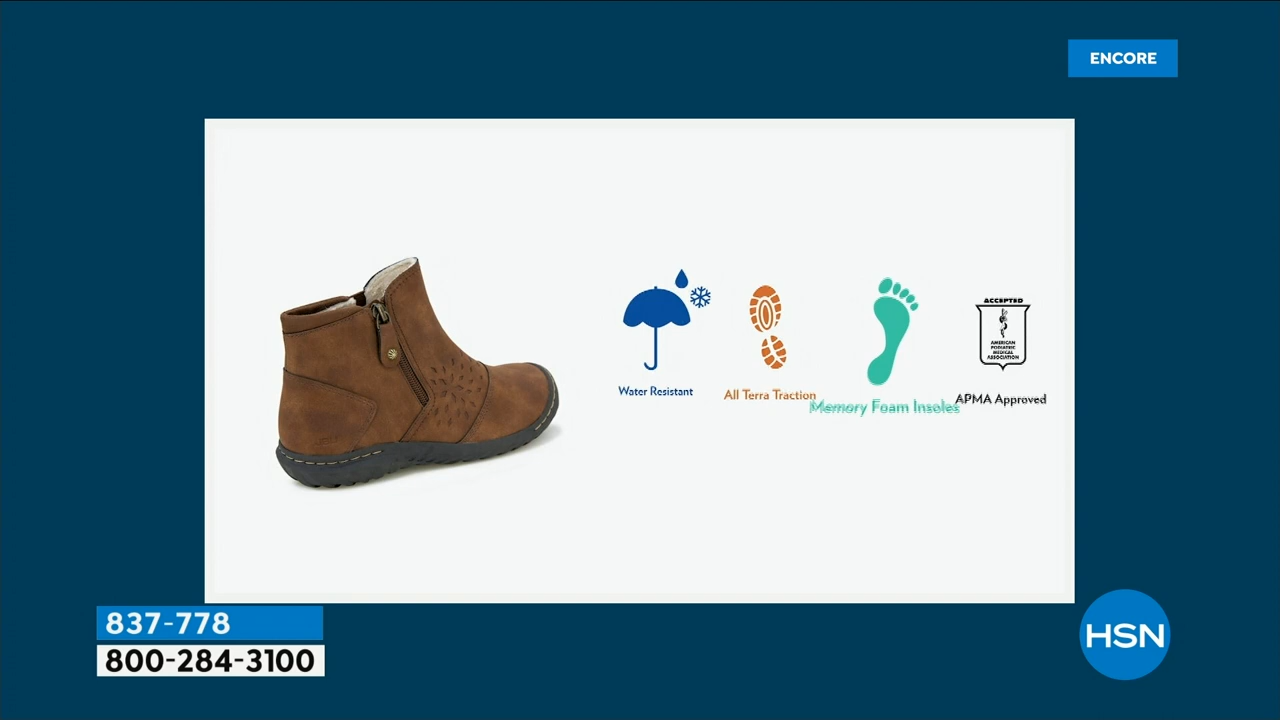 ENCORE
ACCEPTED
AMERICAN
PODIATRIC
MEDICAL
ASSOCIATION
Water Resistant
All Terra Traction
Memory Foam Insoles
APMA Approved
837-778
800-284-3100
HSN